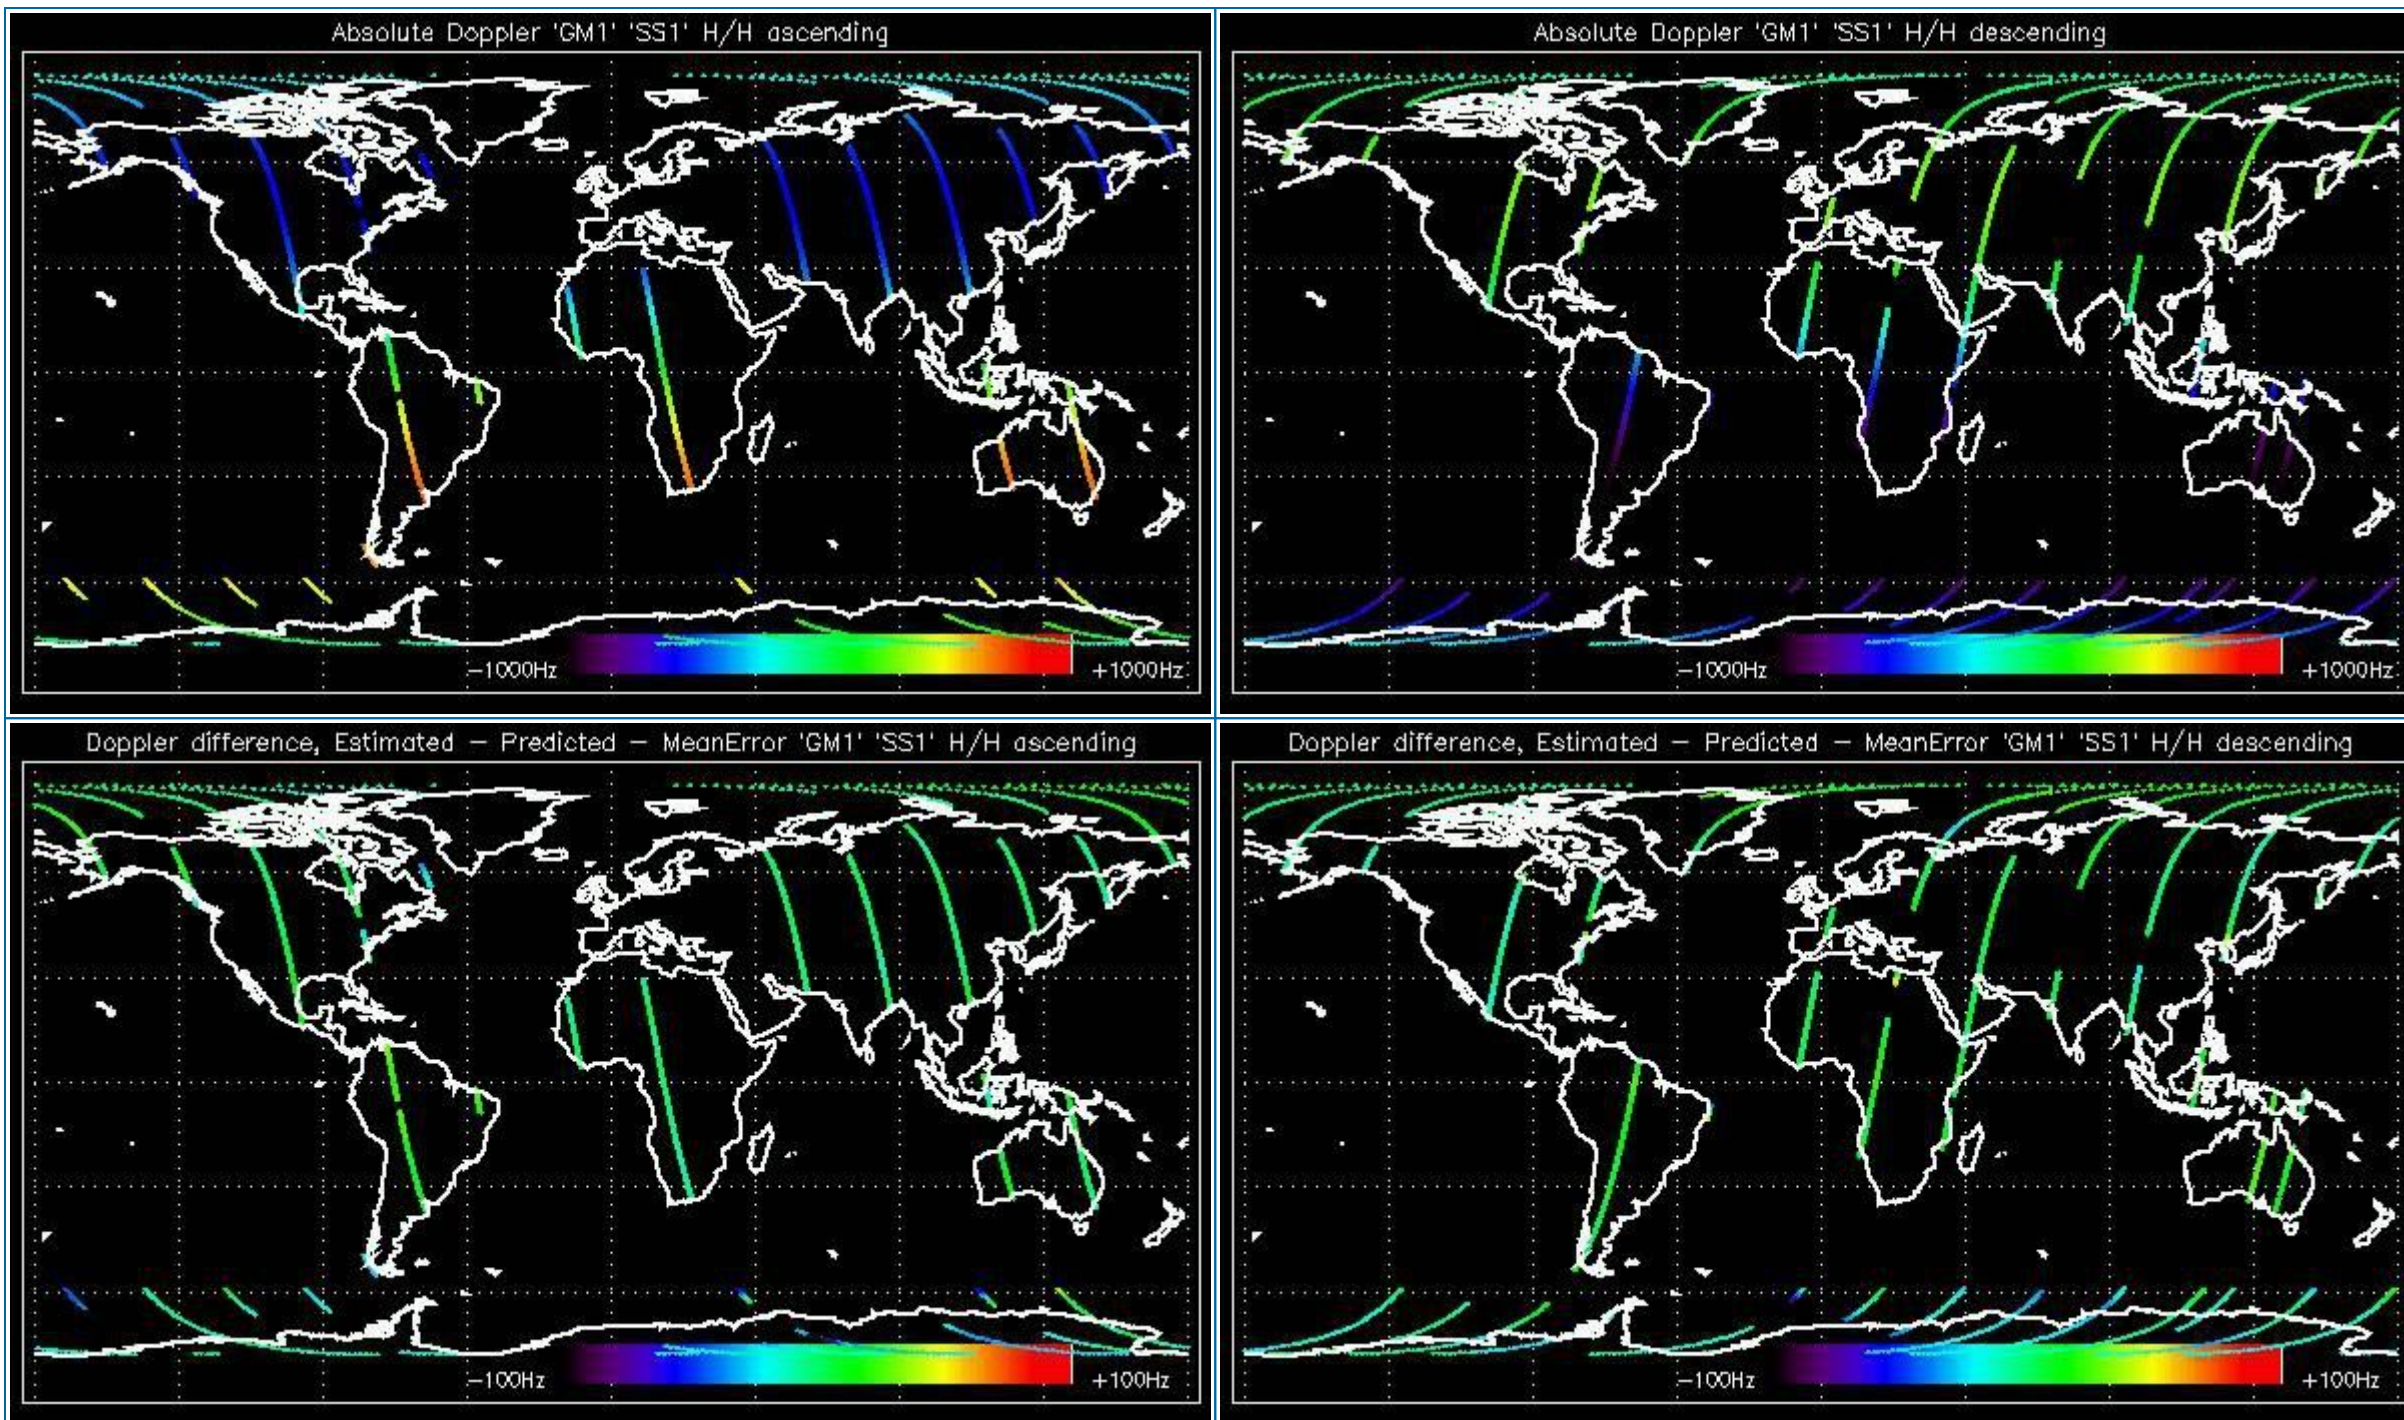 Absolute Doppler 'GM1' 'SS1' H/H ascending
-1000Hz
+1000Hz
Absolute Doppler 'GM1' 'SS1' H/H descending
-1000Hz
+1000Hz
Doppler difference, Estimated - Predicted - MeanError 'GM1' 'SS1' H/H ascending
-100Hz
+100Hz
Doppler difference, Estimated - Predicted - MeanError 'GM1' 'SS1' H/H descending
-100Hz
+100Hz